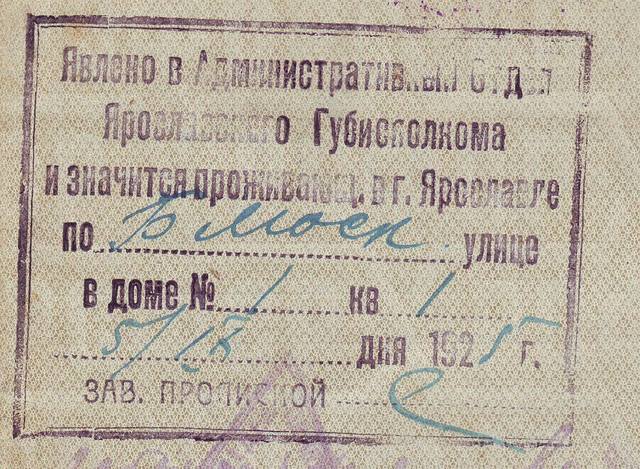 Явлено в Административный Отдел
Ярославского Губисполкома
и значится проживающ. в г. Ярославле
по Б Моск. улице
в доме № 1 кв 1
5/IX дня 1925 г.
ЗАВ. ПРОПИСКОЙ